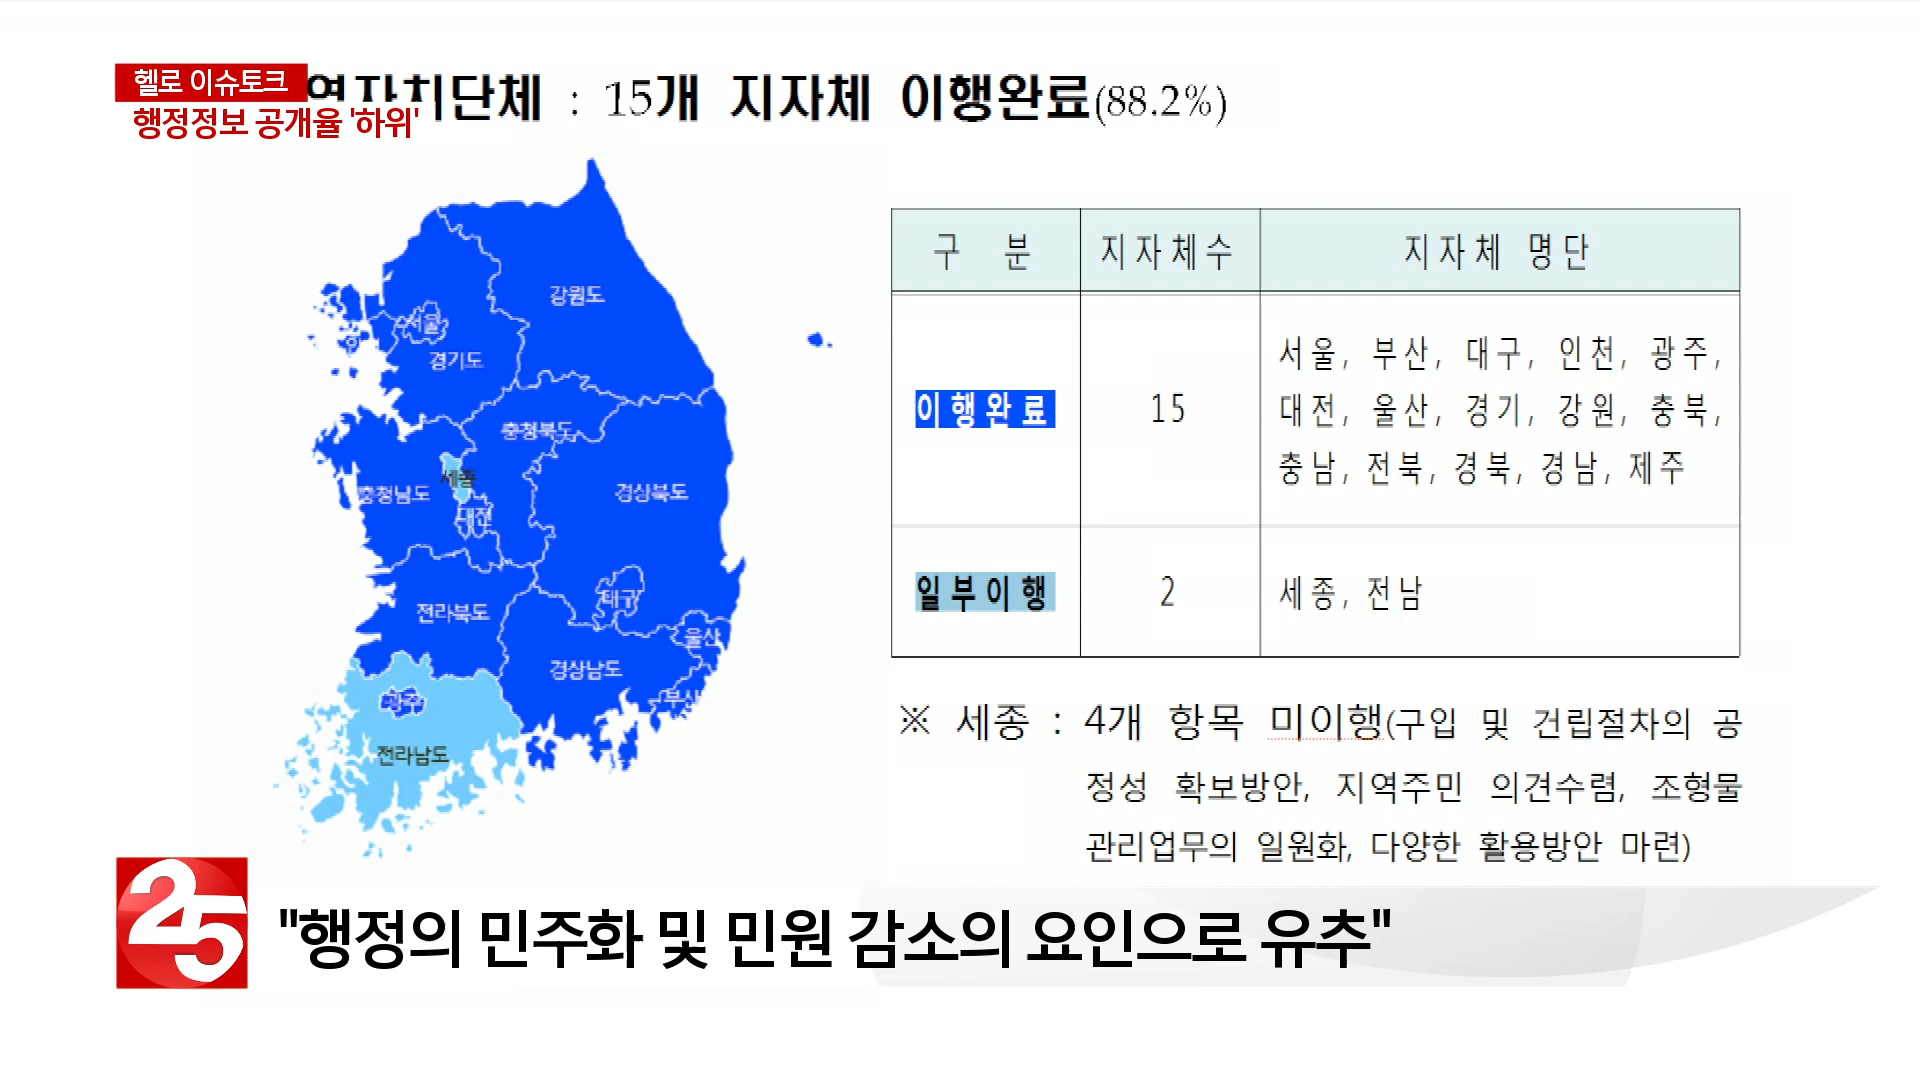 헬로 이슈토크
행정정보 공개율 '하위'
역자치단체 : 15개 지자체 이행완료(88.2%)
강원도
서울
경기도
충청북도
세종
충청남도
경상북도
대전
대구
전라북도
울산
경상남도
부산
광주
전라남도
구 분 지자체수 지자체 명단
이행완료 15 서울, 부산, 대구, 인천, 광주,
대전, 울산, 경기, 강원, 충북,
충남, 전북, 경북, 경남, 제주
일부이행 2 세종, 전남
※ 세종 : 4개 항목 미이행(구입 및 건립절차의 공
정성 확보방안, 지역주민 의견수렴, 조형물
관리업무의 일원화, 다양한 활용방안 마련)
25
"행정의 민주화 및 민원 감소의 요인으로 유추"